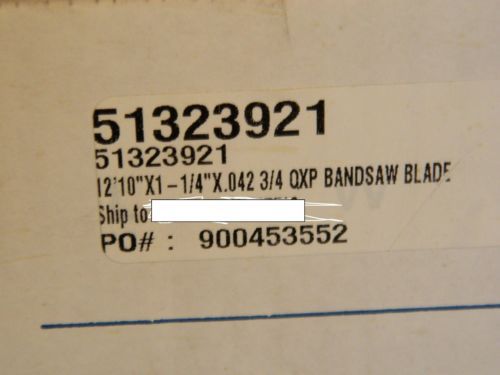 51323921
51323921
12'10"X1-1/4"X.042 3/4 QXP BANDSAW BLADE
Ship to
PO# : 900453552